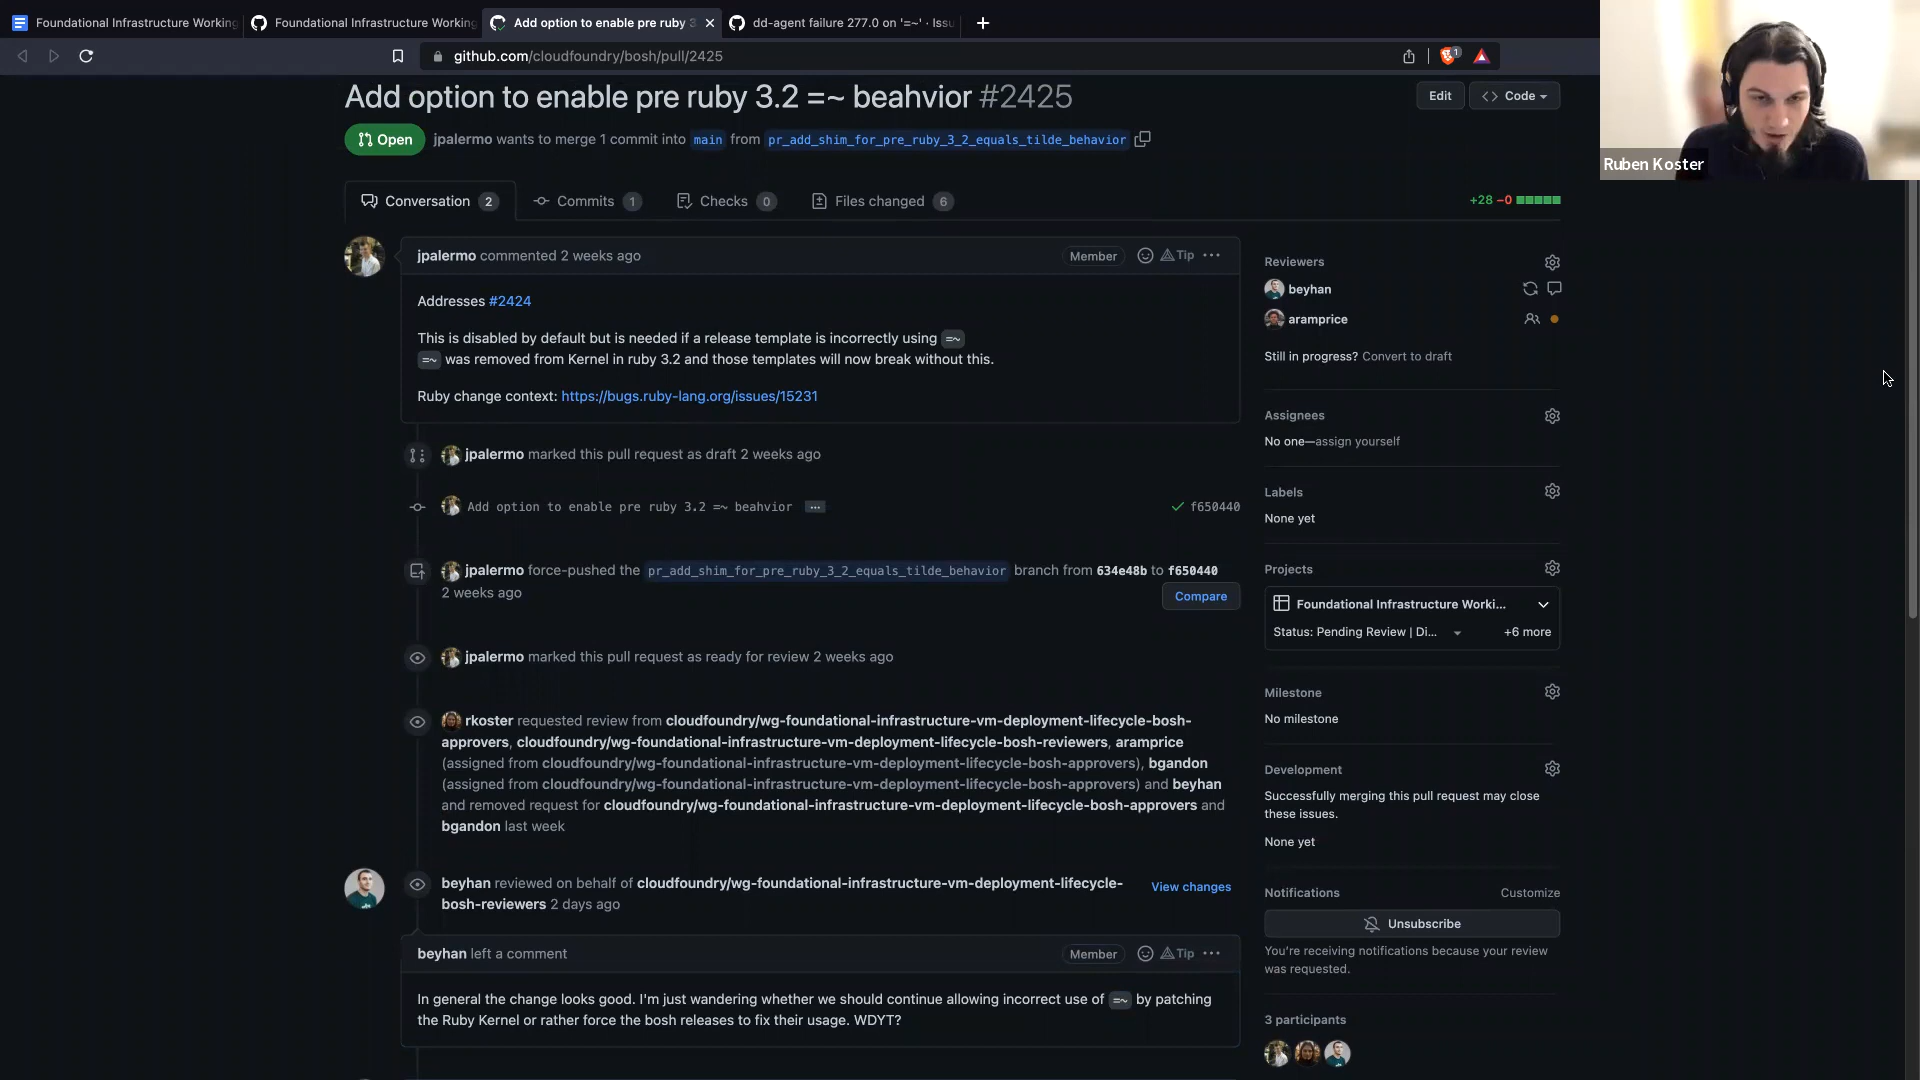 Foundational Infrastructure Working
Foundational Infrastructure Working
Add option to enable pre ruby 3.
dd-agent failure 277.0 on '=~' · Issu
github.com/cloudfoundry/bosh/pull/2425
1
Ruben Koster
Add option to enable pre ruby 3.2 =~ beahvior #2425
Edit
<> Code
Open
jpalermo wants to merge 1 commit into main from pr_add_shim_for_pre_ruby_3_2_equals_tilde_behavior
Conversation 2
Commits 1
Checks 0
Files changed 6
+28 −0
jpalermo commented 2 weeks ago
Member
Tip
Addresses #2424
This is disabled by default but is needed if a release template is incorrectly using =~
=~ was removed from Kernel in ruby 3.2 and those templates will now break without this.
Ruby change context: https://bugs.ruby-lang.org/issues/15231
jpalermo marked this pull request as draft 2 weeks ago
Add option to enable pre ruby 3.2 =~ beahvior ...
f650440
jpalermo force-pushed the pr_add_shim_for_pre_ruby_3_2_equals_tilde_behavior branch from 634e48b to f650440
2 weeks ago
Compare
jpalermo marked this pull request as ready for review 2 weeks ago
rkoster requested review from cloudfoundry/wg-foundational-infrastructure-vm-deployment-lifecycle-bosh-
approvers, cloudfoundry/wg-foundational-infrastructure-vm-deployment-lifecycle-bosh-reviewers, aramprice
(assigned from cloudfoundry/wg-foundational-infrastructure-vm-deployment-lifecycle-bosh-approvers), bgandon
(assigned from cloudfoundry/wg-foundational-infrastructure-vm-deployment-lifecycle-bosh-approvers) and beyhan
and removed request for cloudfoundry/wg-foundational-infrastructure-vm-deployment-lifecycle-bosh-approvers and
bgandon last week
beyhan reviewed on behalf of cloudfoundry/wg-foundational-infrastructure-vm-deployment-lifecycle-
bosh-reviewers 2 days ago
View changes
beyhan left a comment
Member
Tip
In general the change looks good. I'm just wandering whether we should continue allowing incorrect use of =~ by patching
the Ruby Kernel or rather force the bosh releases to fix their usage. WDYT?
Reviewers
beyhan
aramprice
Still in progress? Convert to draft
Assignees
No one—assign yourself
Labels
None yet
Projects
Foundational Infrastructure Worki...
Status: Pending Review | Di...
+6 more
Milestone
No milestone
Development
Successfully merging this pull request may close
these issues.
None yet
Notifications
Customize
Unsubscribe
You're receiving notifications because your review
was requested.
3 participants